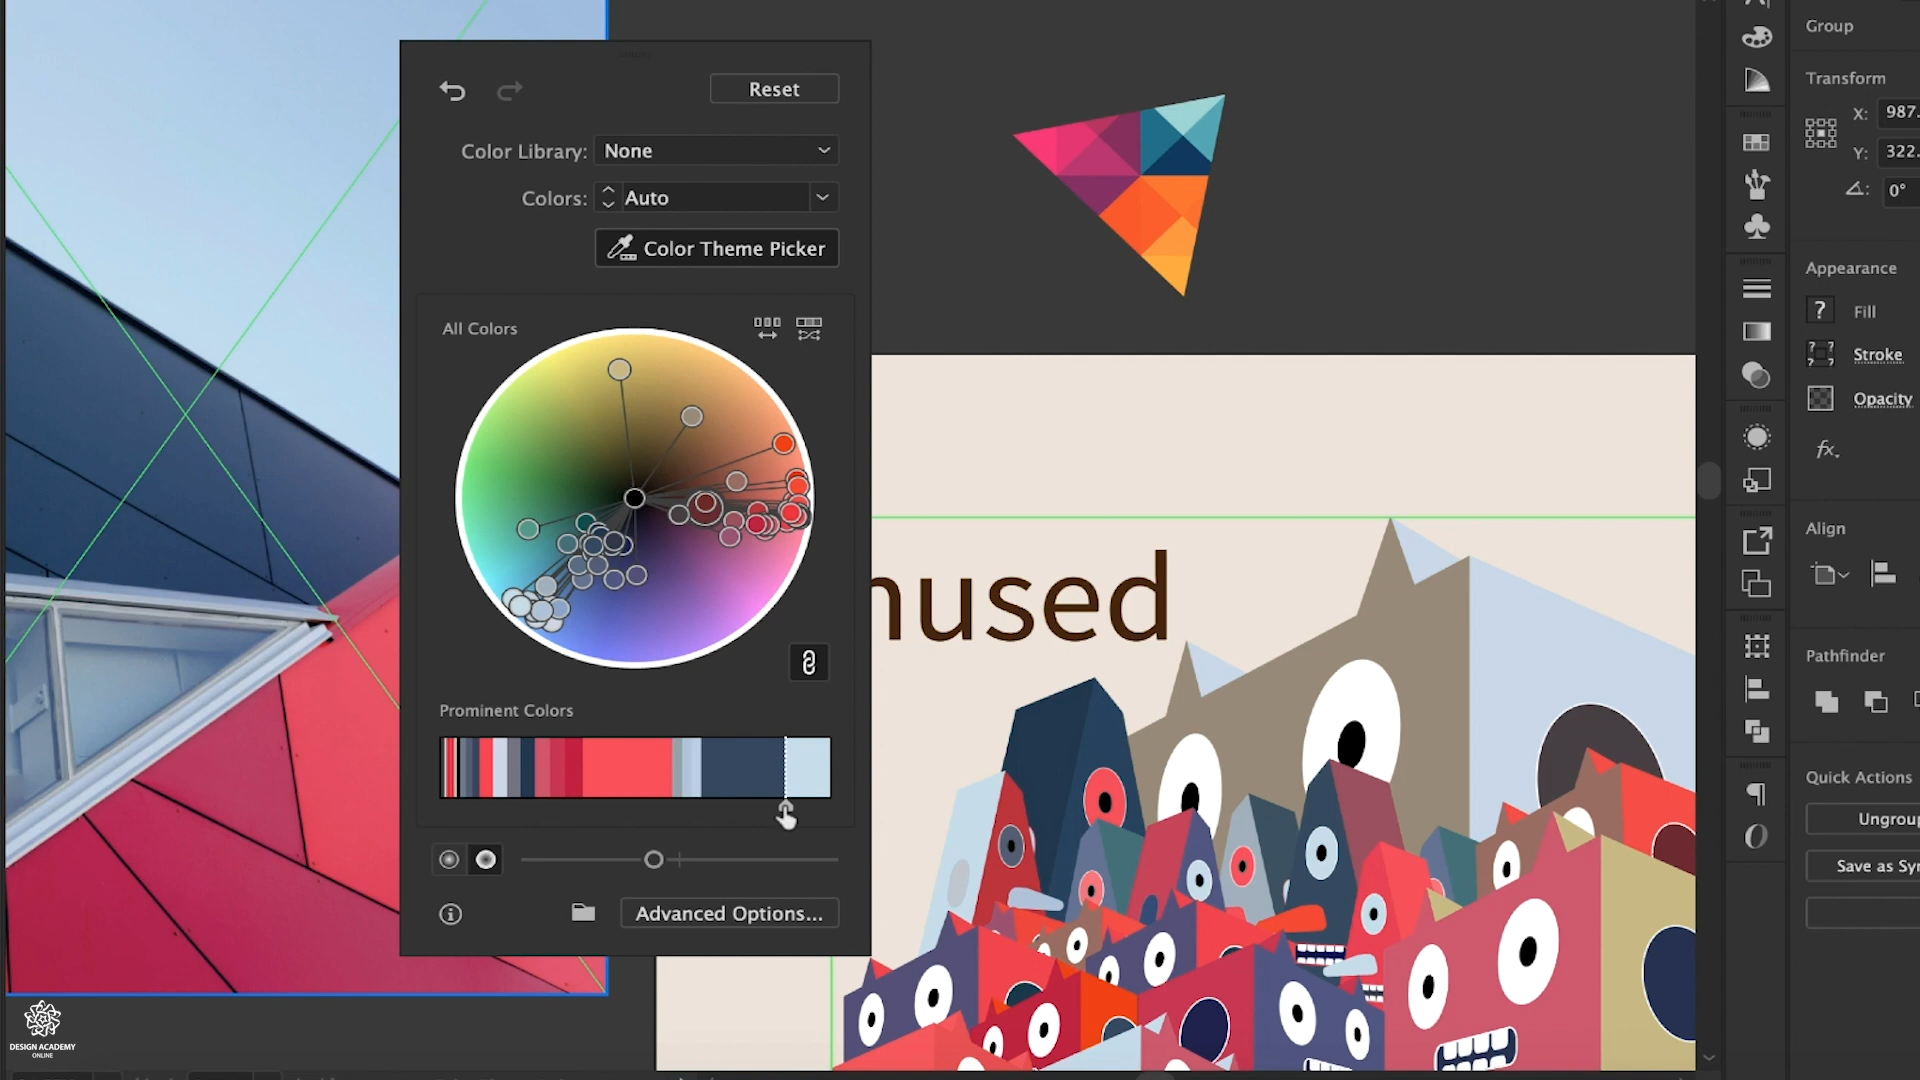 Reset
Color Library: None
Colors: Auto
Color Theme Picker
All Colors
Prominent Colors
Advanced Options...
nused
Group
Transform
X: 987.
Y: 322.
0°
Appearance
? Fill
Stroke
Opacity
fx.
Align
Pathfinder
Quick Actions
Ungroup
Save as Sy
DESIGN ACADEMY
ONLINE